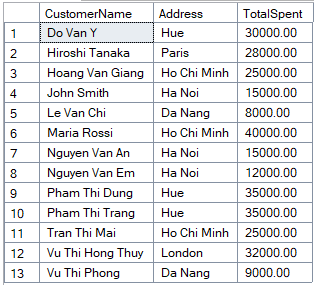 CustomerName Address TotalSpent
1 Do Van Y Hue 30000.00
2 Hiroshi Tanaka Paris 28000.00
3 Hoang Van Giang Ho Chi Minh 25000.00
4 John Smith Ha Noi 15000.00
5 Le Van Chi Da Nang 8000.00
6 Maria Rossi Ho Chi Minh 40000.00
7 Nguyen Van An Ha Noi 15000.00
8 Nguyen Van Em Ha Noi 12000.00
9 Pham Thi Dung Hue 35000.00
10 Pham Thi Trang Hue 35000.00
11 Tran Thi Mai Ho Chi Minh 25000.00
12 Vu Thi Hong Thuy London 32000.00
13 Vu Thi Phong Da Nang 9000.00